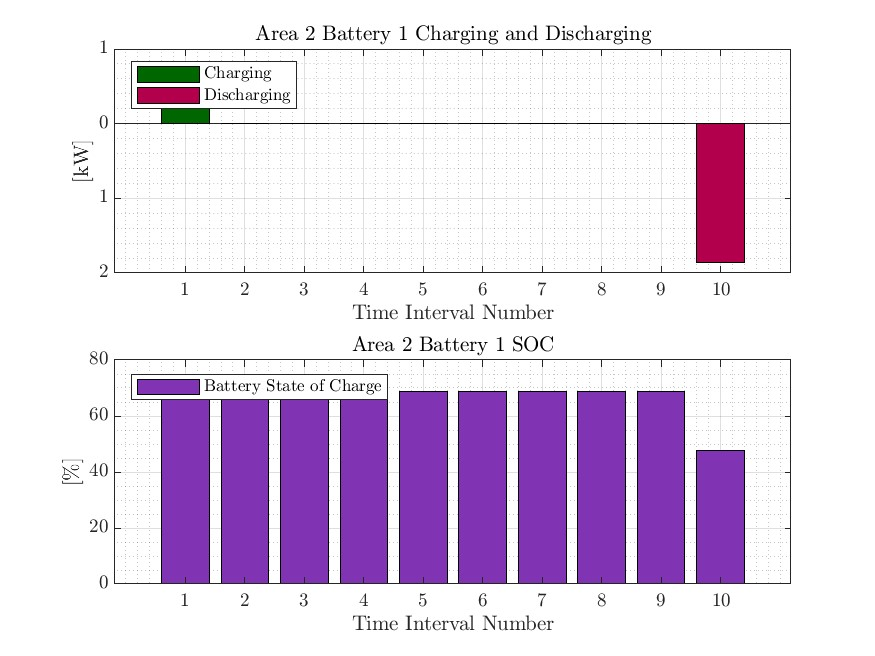 Area 2 Battery 1 Charging and Discharging
1
Charging
Discharging
0
[kW]
1
2
1 2 3 4 5 6 7 8 9 10
Time Interval Number
Area 2 Battery 1 SOC
80
Battery State of Charge
60
[%]
40
20
0
1 2 3 4 5 6 7 8 9 10
Time Interval Number